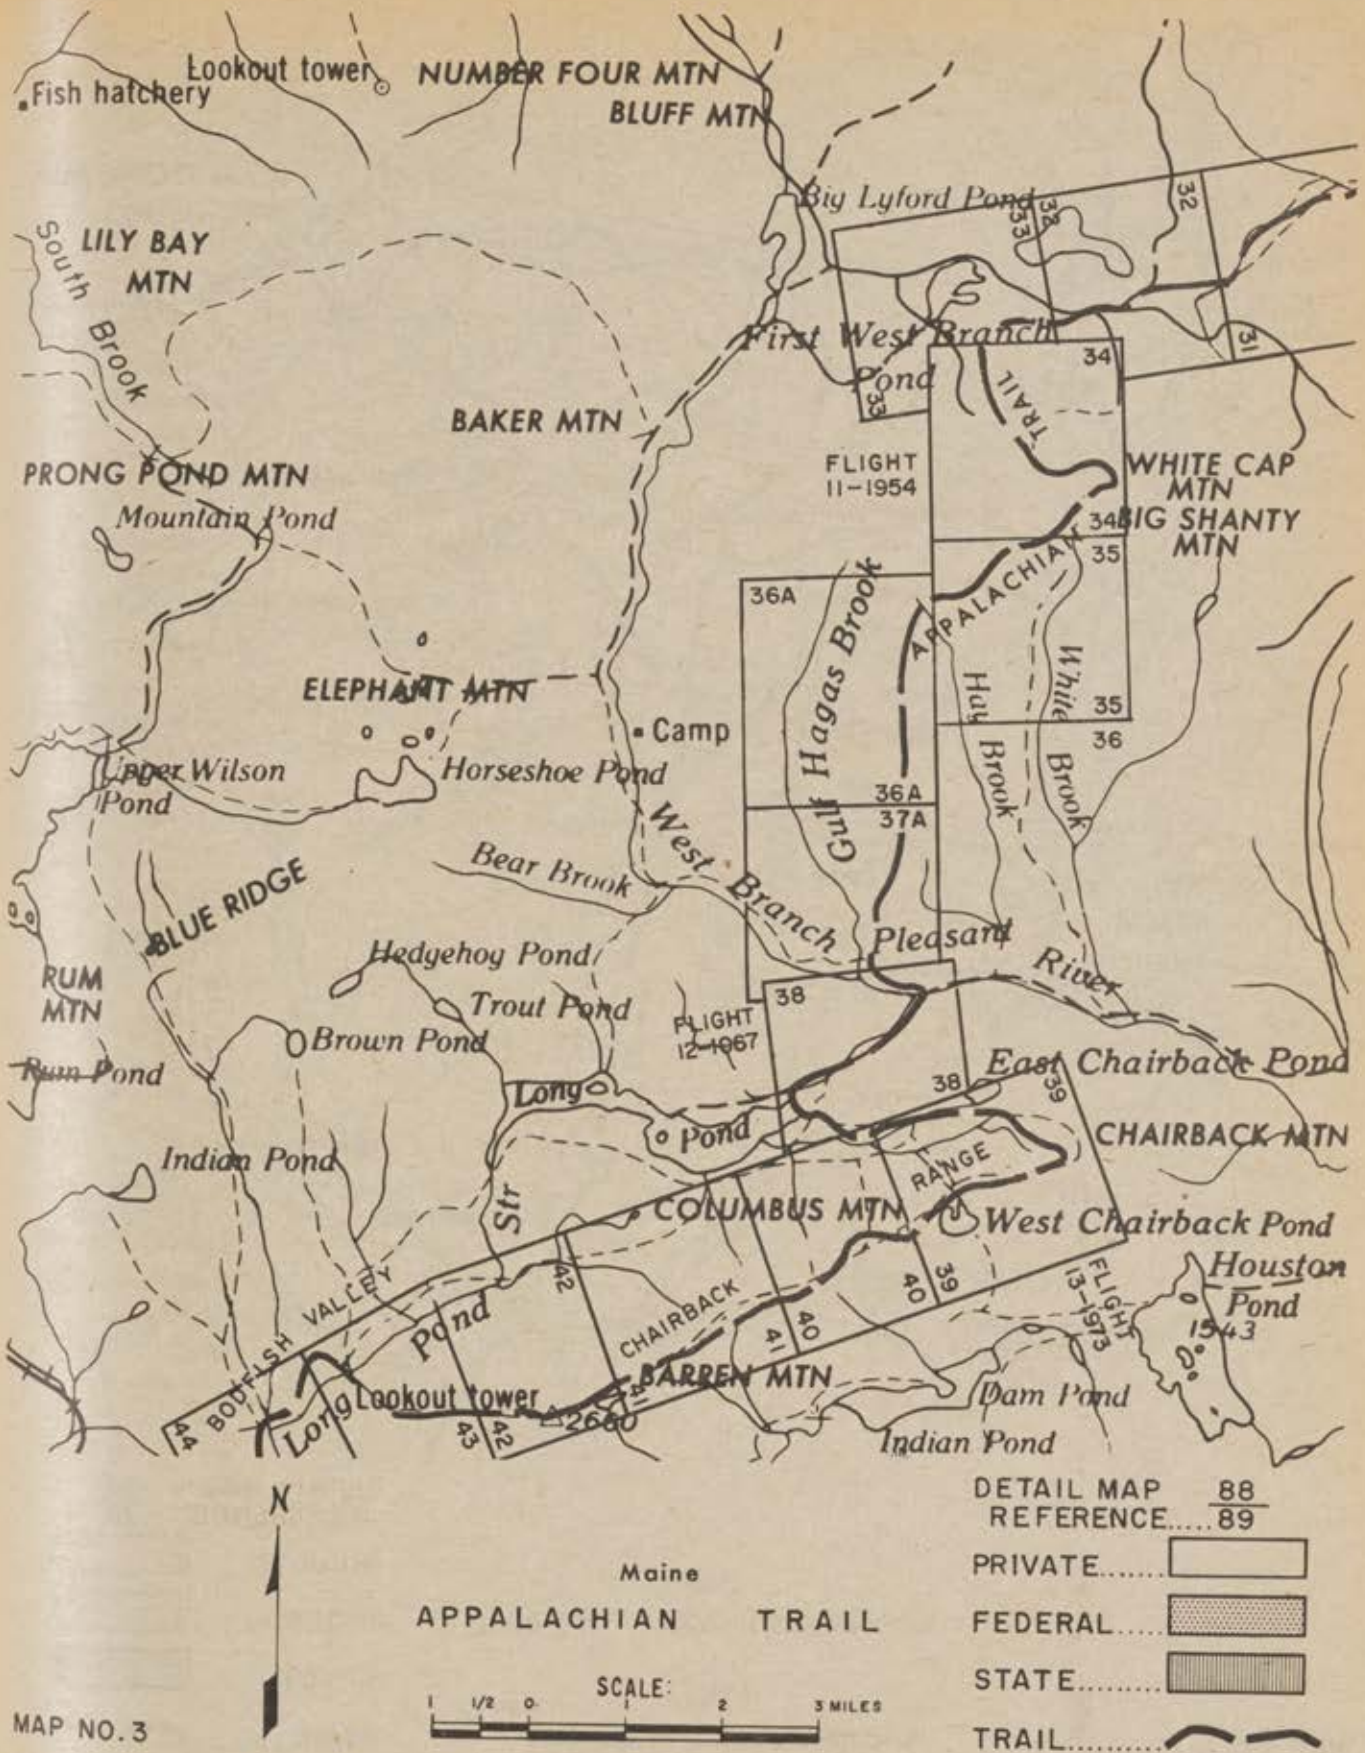 Lookout tower
NUMBER FOUR MTN
Fish hatchery
BLUFF MTN
Big Lyford Pond
33
32
32
South Brook
LILY BAY
MTN
First West Branch
Pond
33
31
34
TRAIL
BAKER MTN
PRONG POND MTN
FLIGHT
11-1954
WHITE CAP
MTN
Mountain Pond
34
BIG SHANTY
MTN
35
APPALACHIAN
36A
Gulf Hagas Brook
ELEPHANT MTN
Hay Brook
White Brook
35
Camp
36
Upper Wilson
Pond
Horseshoe Pond
36A
37A
West Branch
Pleasant
River
Bear Brook
BLUE RIDGE
Hedgehog Pond
RUM
MTN
Trout Pond
38
FLIGHT
12-1967
Brown Pond
Rum Pond
East Chairback Pond
38
39
Long
Pond
CHAIRBACK MTN
Indian Pond
RANGE
Str
COLUMBUS MTN
West Chairback Pond
Houston
Pond
1543
42
40
39
FLIGHT
13-1973
BODFISH VALLEY
Pond
CHAIRBACK
41
40
BARREN MTN
Lookout tower
41
Dam Pond
44
Long
43
42
2660
Indian Pond
N
DETAIL MAP 88
REFERENCE..... 89
Maine
PRIVATE.......
APPALACHIAN TRAIL
FEDERAL.....
SCALE:
STATE.........
1 1/2 0 1 2 3 MILES
MAP NO. 3
TRAIL..........